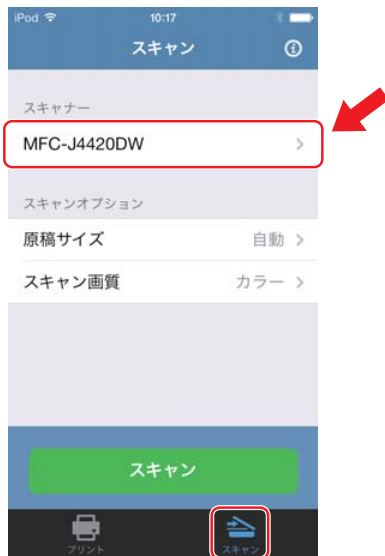 iPod 10:17
スキャン
スキャナー
MFC-J4420DW
スキャンオプション
原稿サイズ 自動
スキャン画質 カラー
スキャン
プリント スキャン